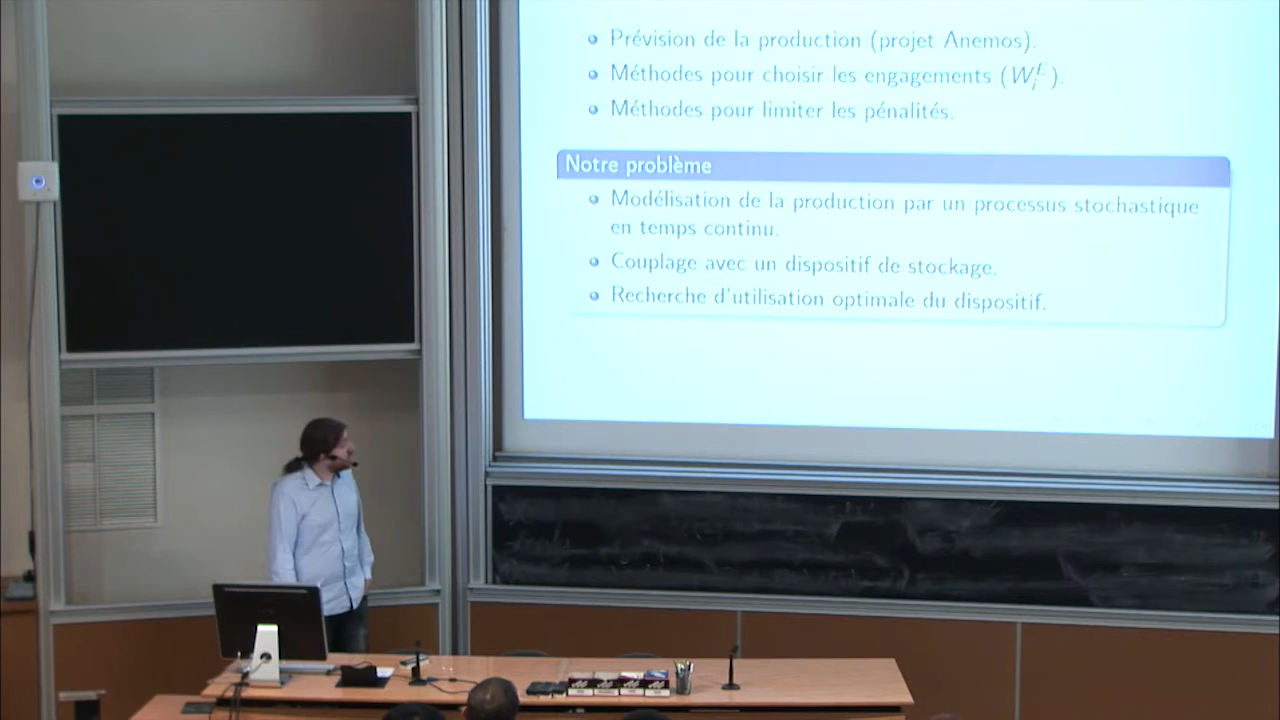 Prévision de la production (projet Anemos).
Méthodes pour choisir les engagements (W_i^E).
Méthodes pour limiter les pénalités.
Notre problème
Modélisation de la production par un processus stochastique
en temps continu.
Couplage avec un dispositif de stockage.
Recherche d'utilisation optimale du dispositif.